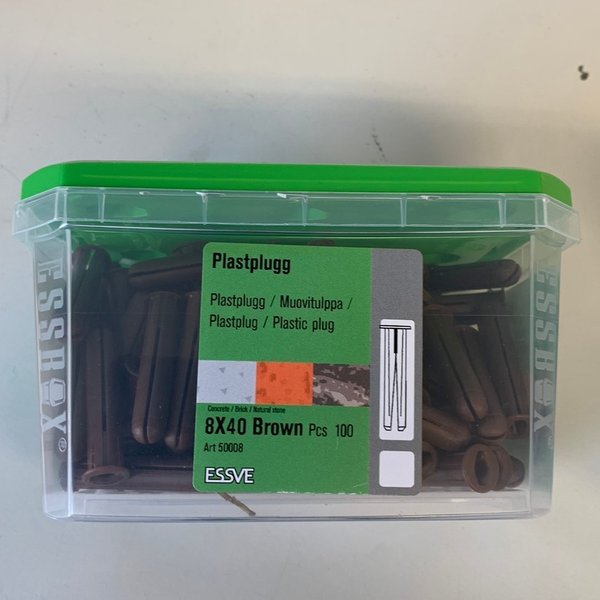 Plastplugg
Plastplugg / Muovitulppa /
Plastplug / Plastic plug
Concrete / Brick / Natural stone
8X40 Brown Pcs 100
Art 50008
ESSVE
ESSBOX
ESSBOX